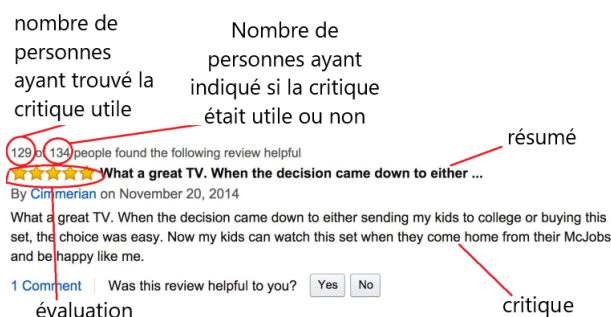 nombre de
personnes
ayant trouvé la
critique utile
Nombre de
personnes ayant
indiqué si la critique
était utile ou non
résumé
129 of 134 people found the following review helpful
What a great TV. When the decision came down to either ...
By Cimmerian on November 20, 2014
What a great TV. When the decision came down to either sending my kids to college or buying this
set, the choice was easy. Now my kids can watch this set when they come home from their McJobs
and be happy like me.
1 Comment Was this review helpful to you? Yes No
évaluation
critique